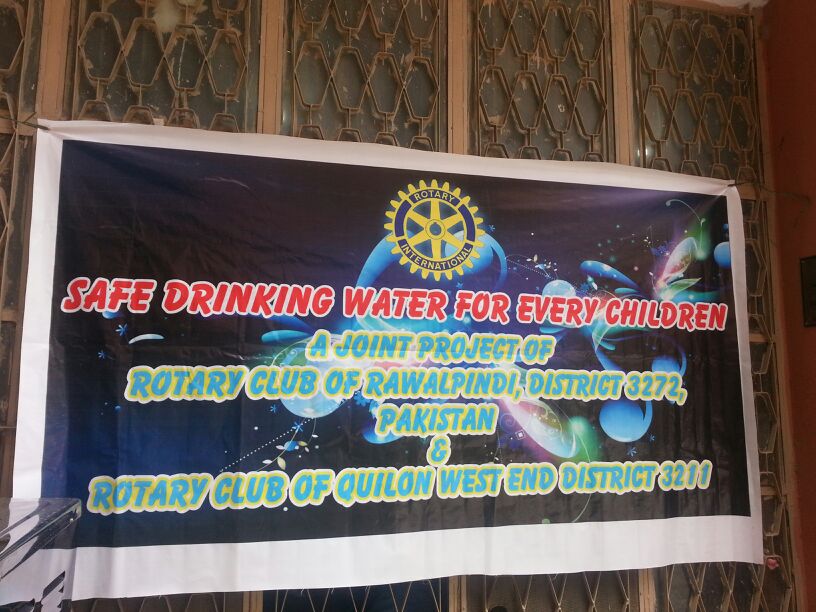 ROTARY
INTERNATIONAL
SAFE DRINKING WATER FOR EVERY CHILDREN
A JOINT PROJECT OF
ROTARY CLUB OF RAWALPINDI, DISTRICT 3272,
PAKISTAN
&
ROTARY CLUB OF QUILON WEST END DISTRICT 3211